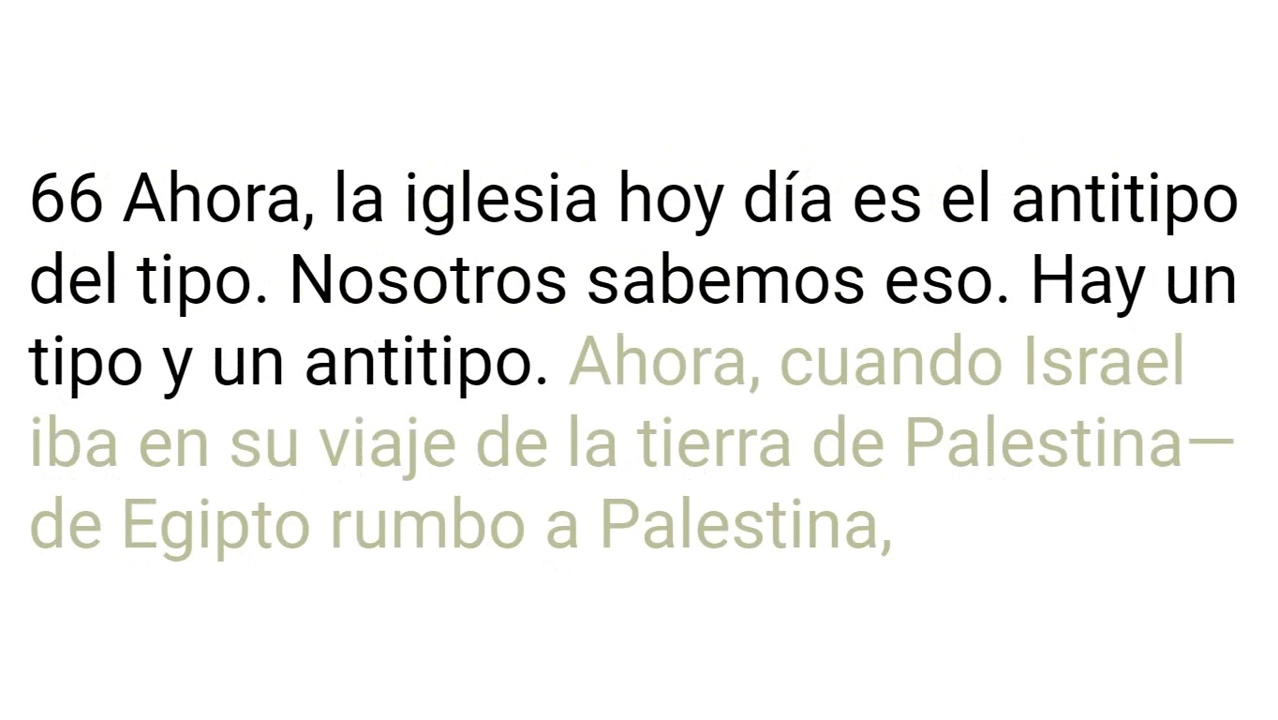 66 Ahora, la iglesia hoy día es el antitipo
del tipo. Nosotros sabemos eso. Hay un
tipo y un antitipo. Ahora, cuando Israel
iba en su viaje de la tierra de Palestina—
de Egipto rumbo a Palestina,